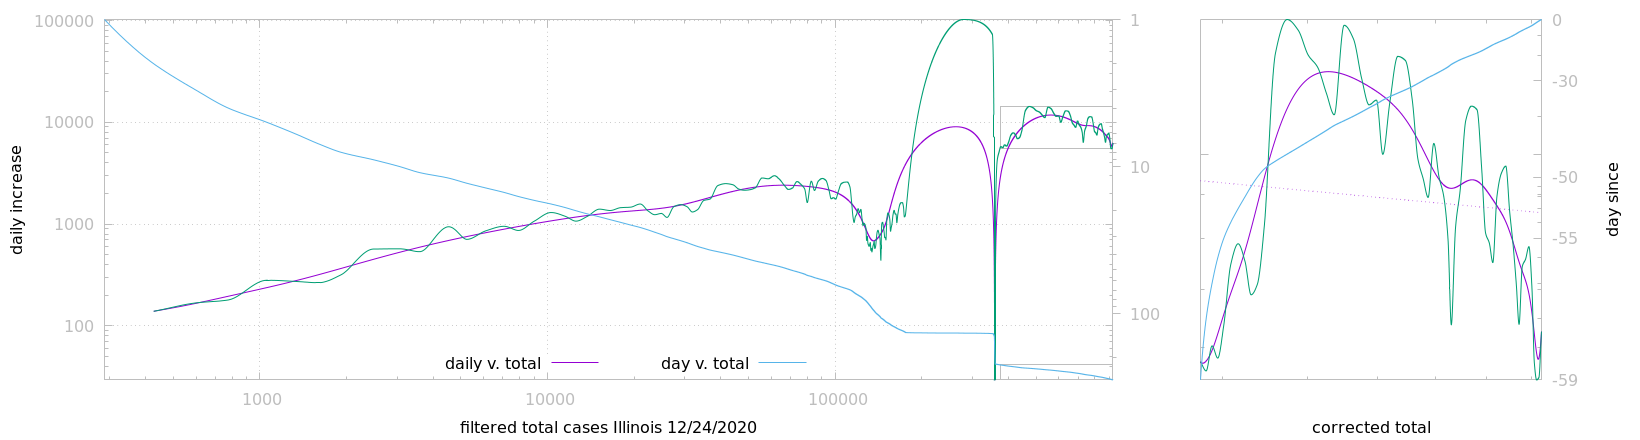 100000
10000
1000
100
daily increase
1000
10000
100000
daily v. total
day v. total
filtered total cases Illinois 12/24/2020
1
10
100
0
-30
-50
-55
-59
day since
corrected total